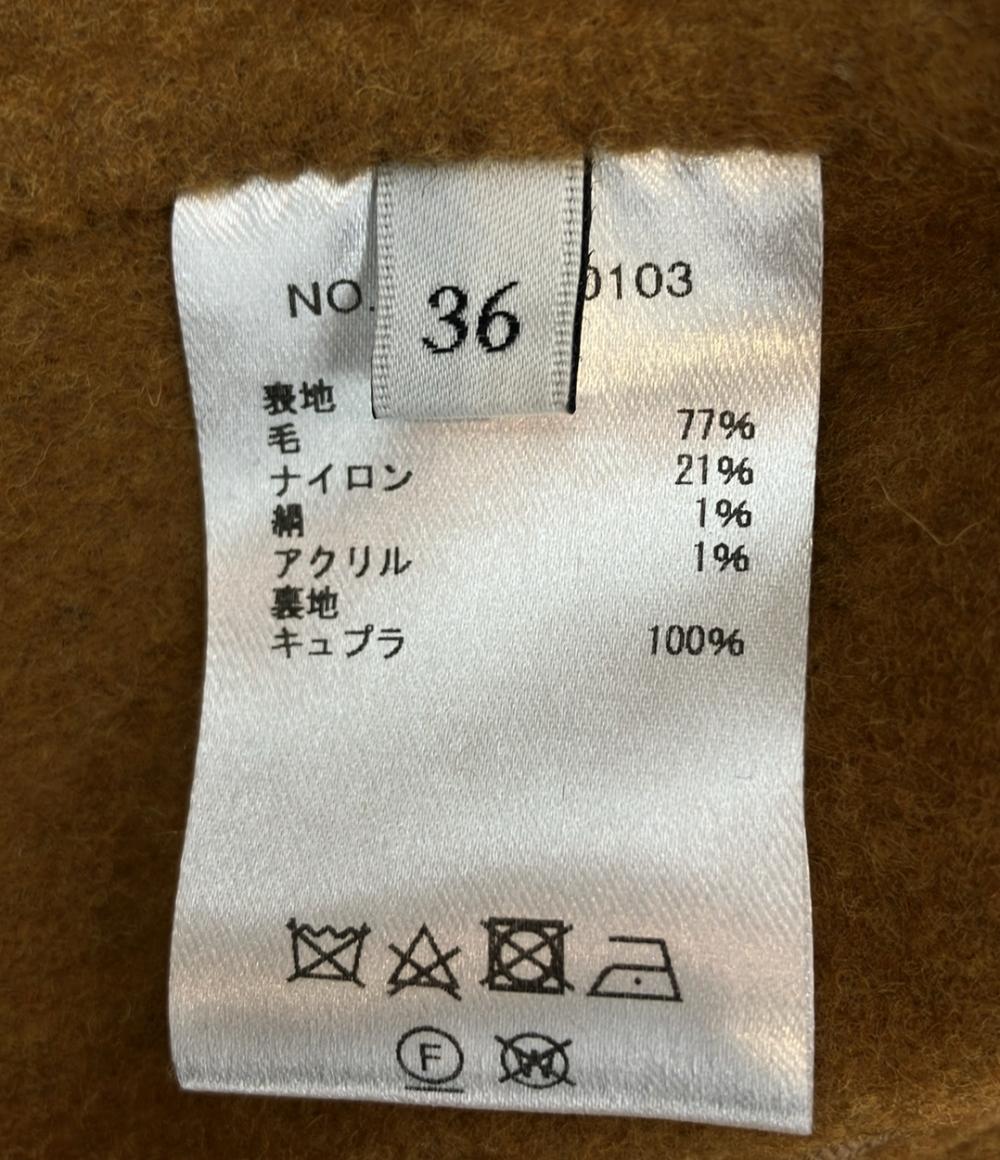 NO. 0103
36
表地
毛 77%
ナイロン 21%
絹 1%
アクリル 1%
裏地
キュプラ 100%
F
W